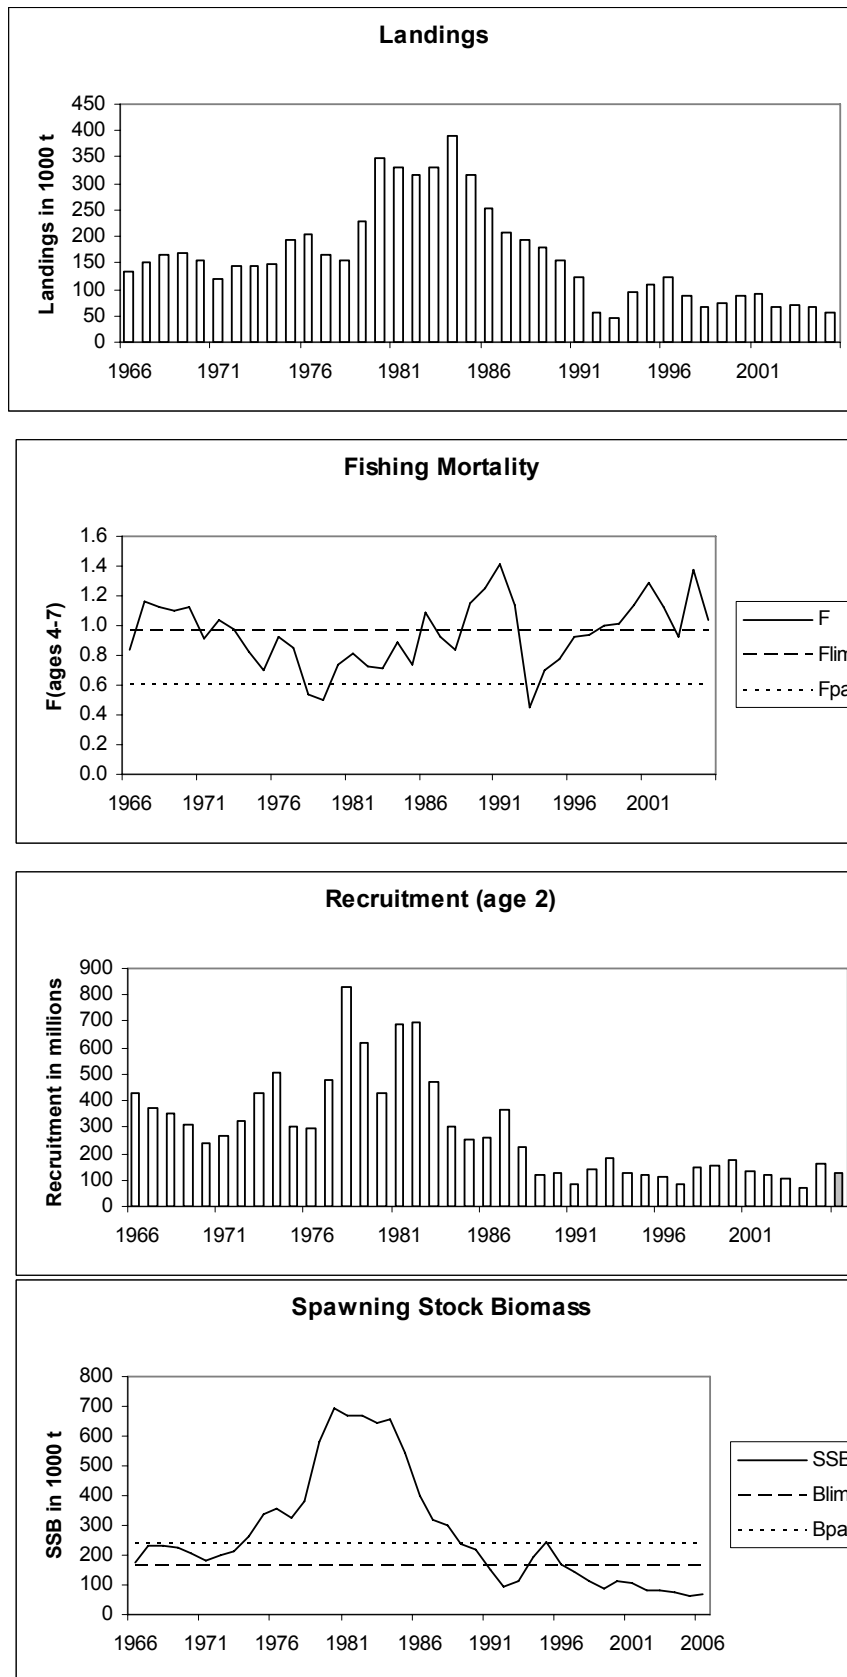 Landings
Landings in 1000 t
450
400
350
300
250
200
150
100
50
0
1966 1971 1976 1981 1986 1991 1996 2001
Fishing Mortality
F(ages 4-7)
1.6
1.4
1.2
1.0
0.8
0.6
0.4
0.2
0.0
1966 1971 1976 1981 1986 1991 1996 2001
F
Flim
Fpa
Recruitment (age 2)
Recruitment in millions
900
800
700
600
500
400
300
200
100
0
1966 1971 1976 1981 1986 1991 1996 2001
Spawning Stock Biomass
SSB in 1000 t
800
700
600
500
400
300
200
100
0
1966 1971 1976 1981 1986 1991 1996 2001 2006
SSB
Blim
Bpa